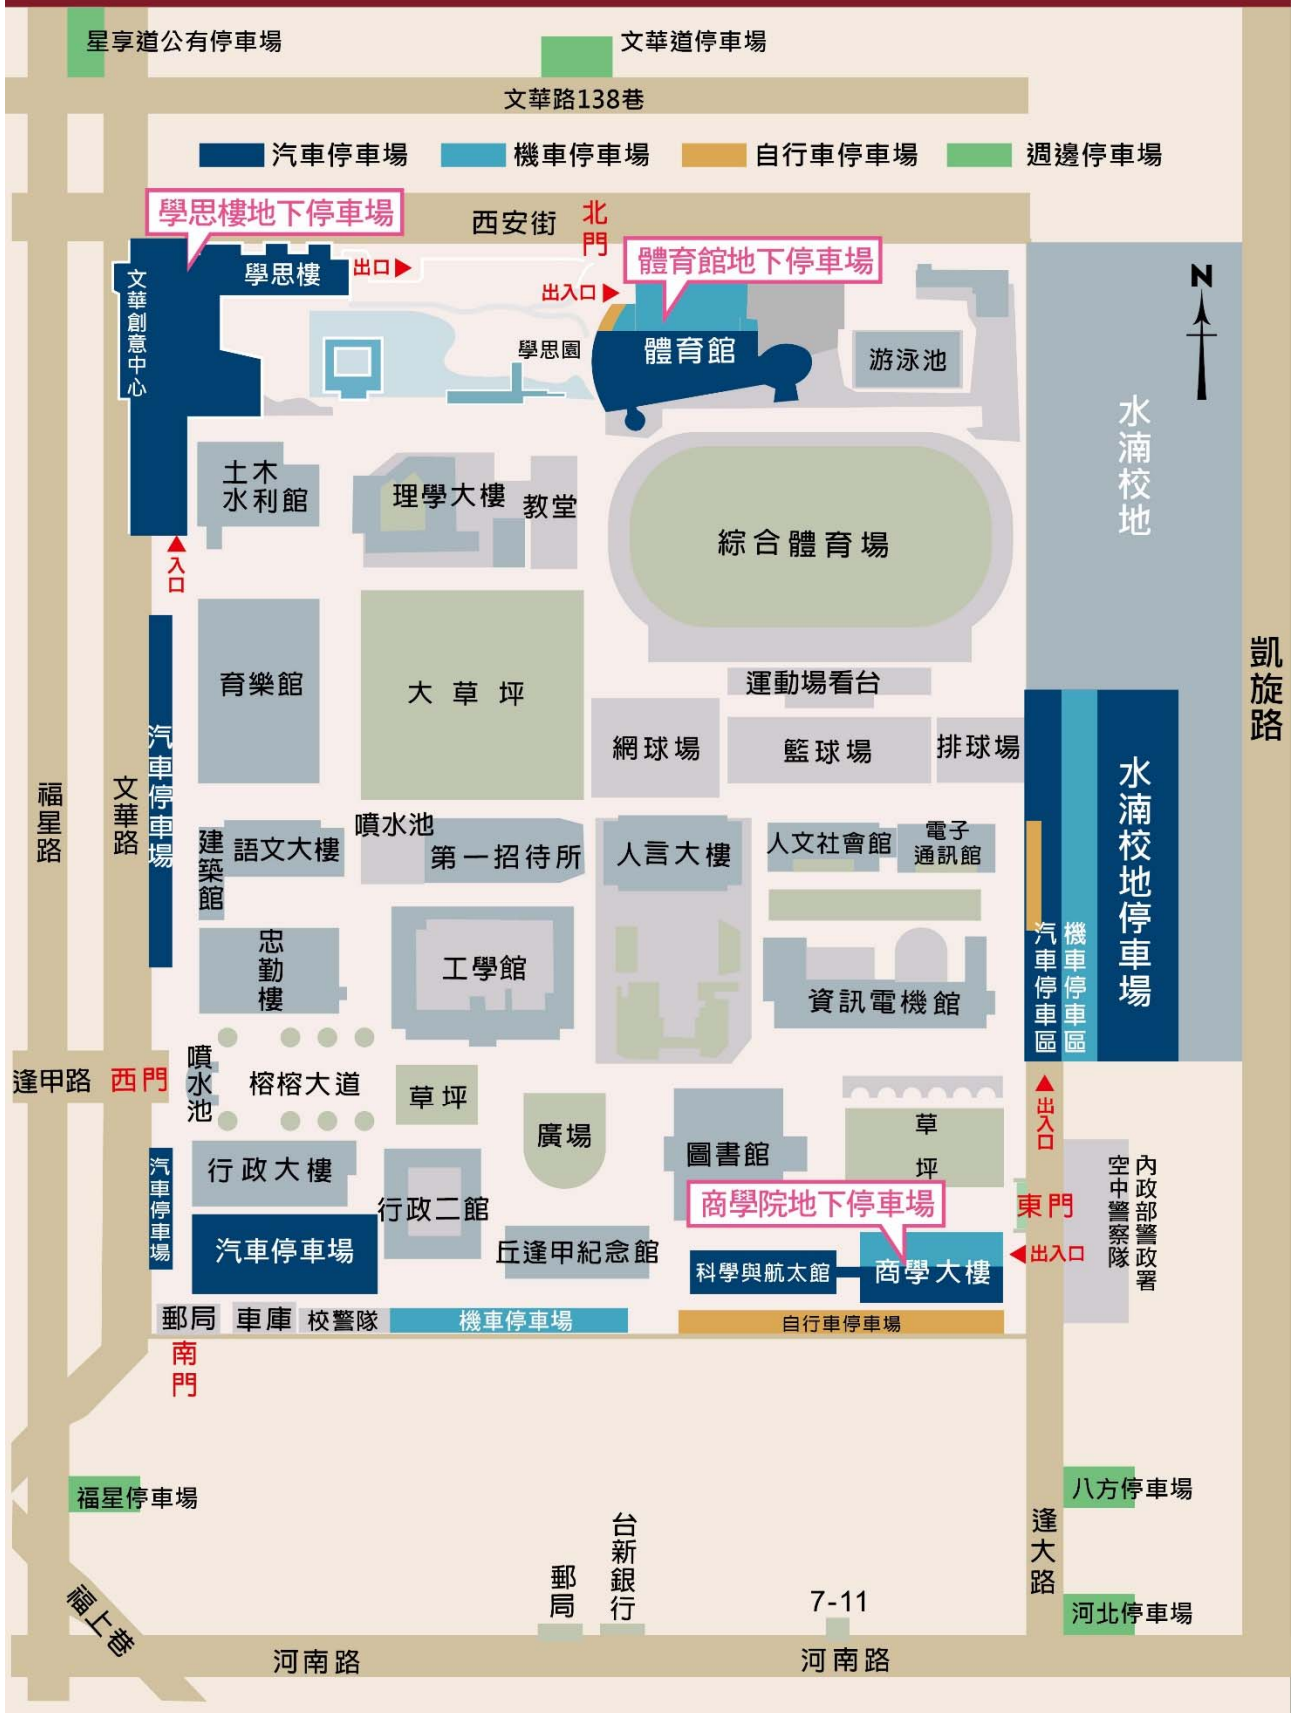 星享道公有停車場
文華道停車場
文華路138巷
汽車停車場
機車停車場
自行車停車場
週邊停車場
學思樓地下停車場
西安街
北門
體育館地下停車場
文華創意中心
學思樓
出口
出入口
學思園
體育館
游泳池
N
水湳校地
土木
水利館
理學大樓
教堂
綜合體育場
入口
育樂館
大草坪
運動場看台
網球場
籃球場
排球場
凱旋路
福星路
文華路
汽車停車場
建築館
語文大樓
噴水池
第一招待所
人言大樓
人文社會館
電子
通訊館
水湳校地停車場
汽車停車區
機車停車區
忠勤樓
工學館
資訊電機館
逢甲路
西門
噴水池
榕榕大道
草坪
廣場
圖書館
草坪
出入口
行政大樓
汽車停車場
行政二館
商學院地下停車場
東門
內政部警政署
空中警察隊
汽車停車場
丘逢甲紀念館
科學與航太館
商學大樓
出入口
郵局
車庫
校警隊
機車停車場
自行車停車場
南門
福星停車場
八方停車場
逢大路
郵局
台新銀行
7-11
河北停車場
福上巷
河南路
河南路